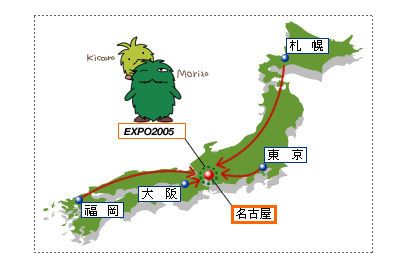 札 幌
Kiccoro
Morizo
EXPO2005
東 京
大 阪
福 岡
名古屋